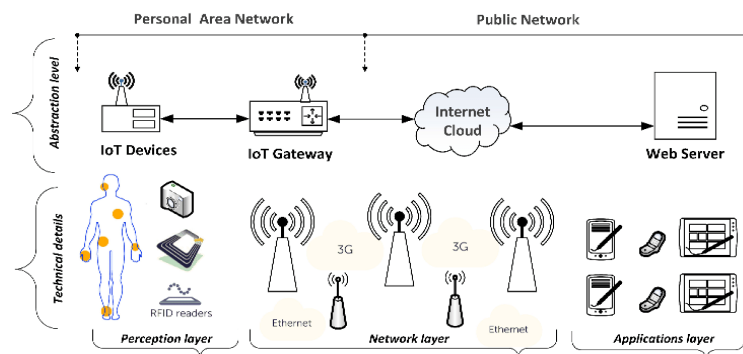 Personal Area Network
Public Network
Abstraction level
Internet
Cloud
IoT Devices
IoT Gateway
Web Server
Technical details
3G
3G
RFID readers
Ethernet
Ethernet
Perception layer
Network layer
Applications layer